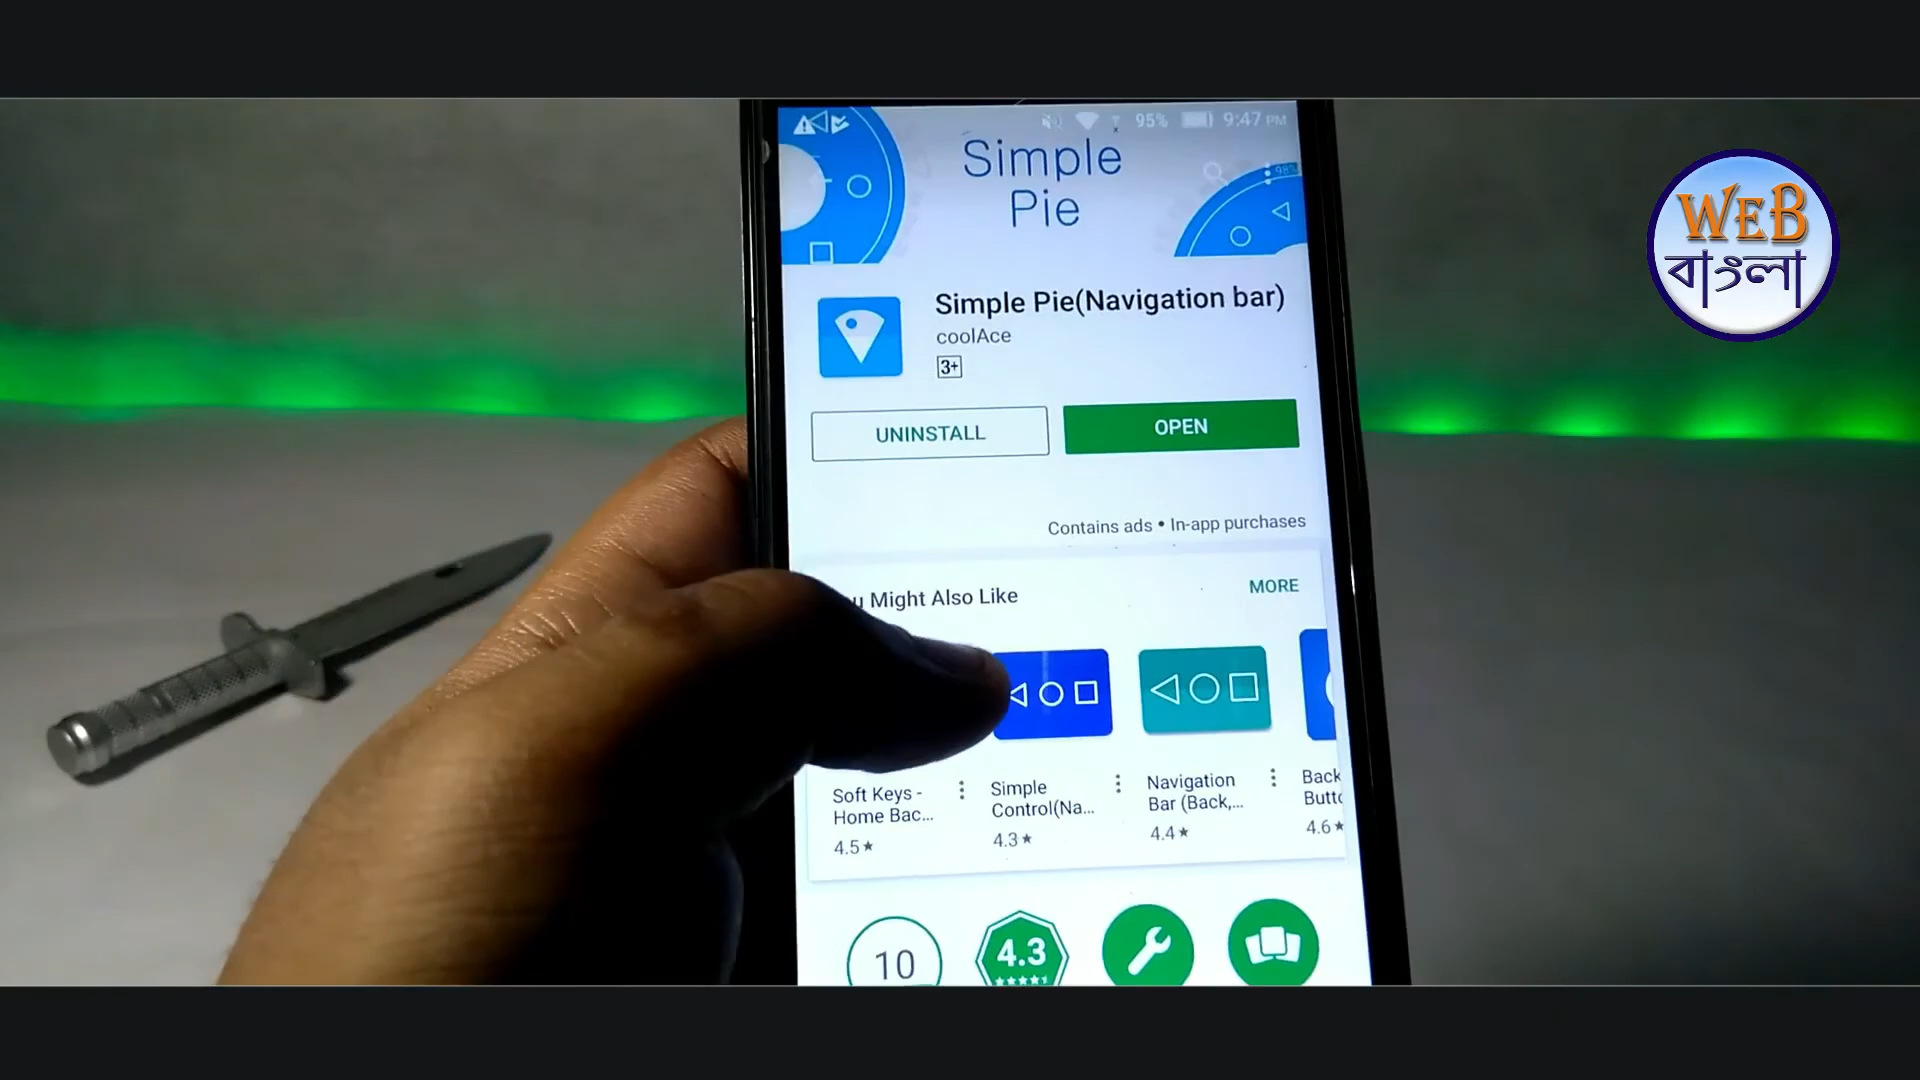 95% 9:47 PM
Simple
Pie
98%
Simple Pie(Navigation bar)
coolAce
3+
UNINSTALL
OPEN
Contains ads • In-app purchases
Might Also Like
MORE
Soft Keys -
Home Bac...
4.5★
Simple
Control(Na...
4.3★
Navigation
Bar (Back,...
4.4★
Back
4.6★
10
4.3
WeB
বাংলা